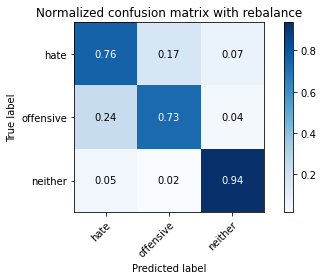 Normalized confusion matrix with rebalance
True label
hate 0.76 0.17 0.07
offensive 0.24 0.73 0.04
neither 0.05 0.02 0.94
hate offensive neither
Predicted label
0.8
0.6
0.4
0.2